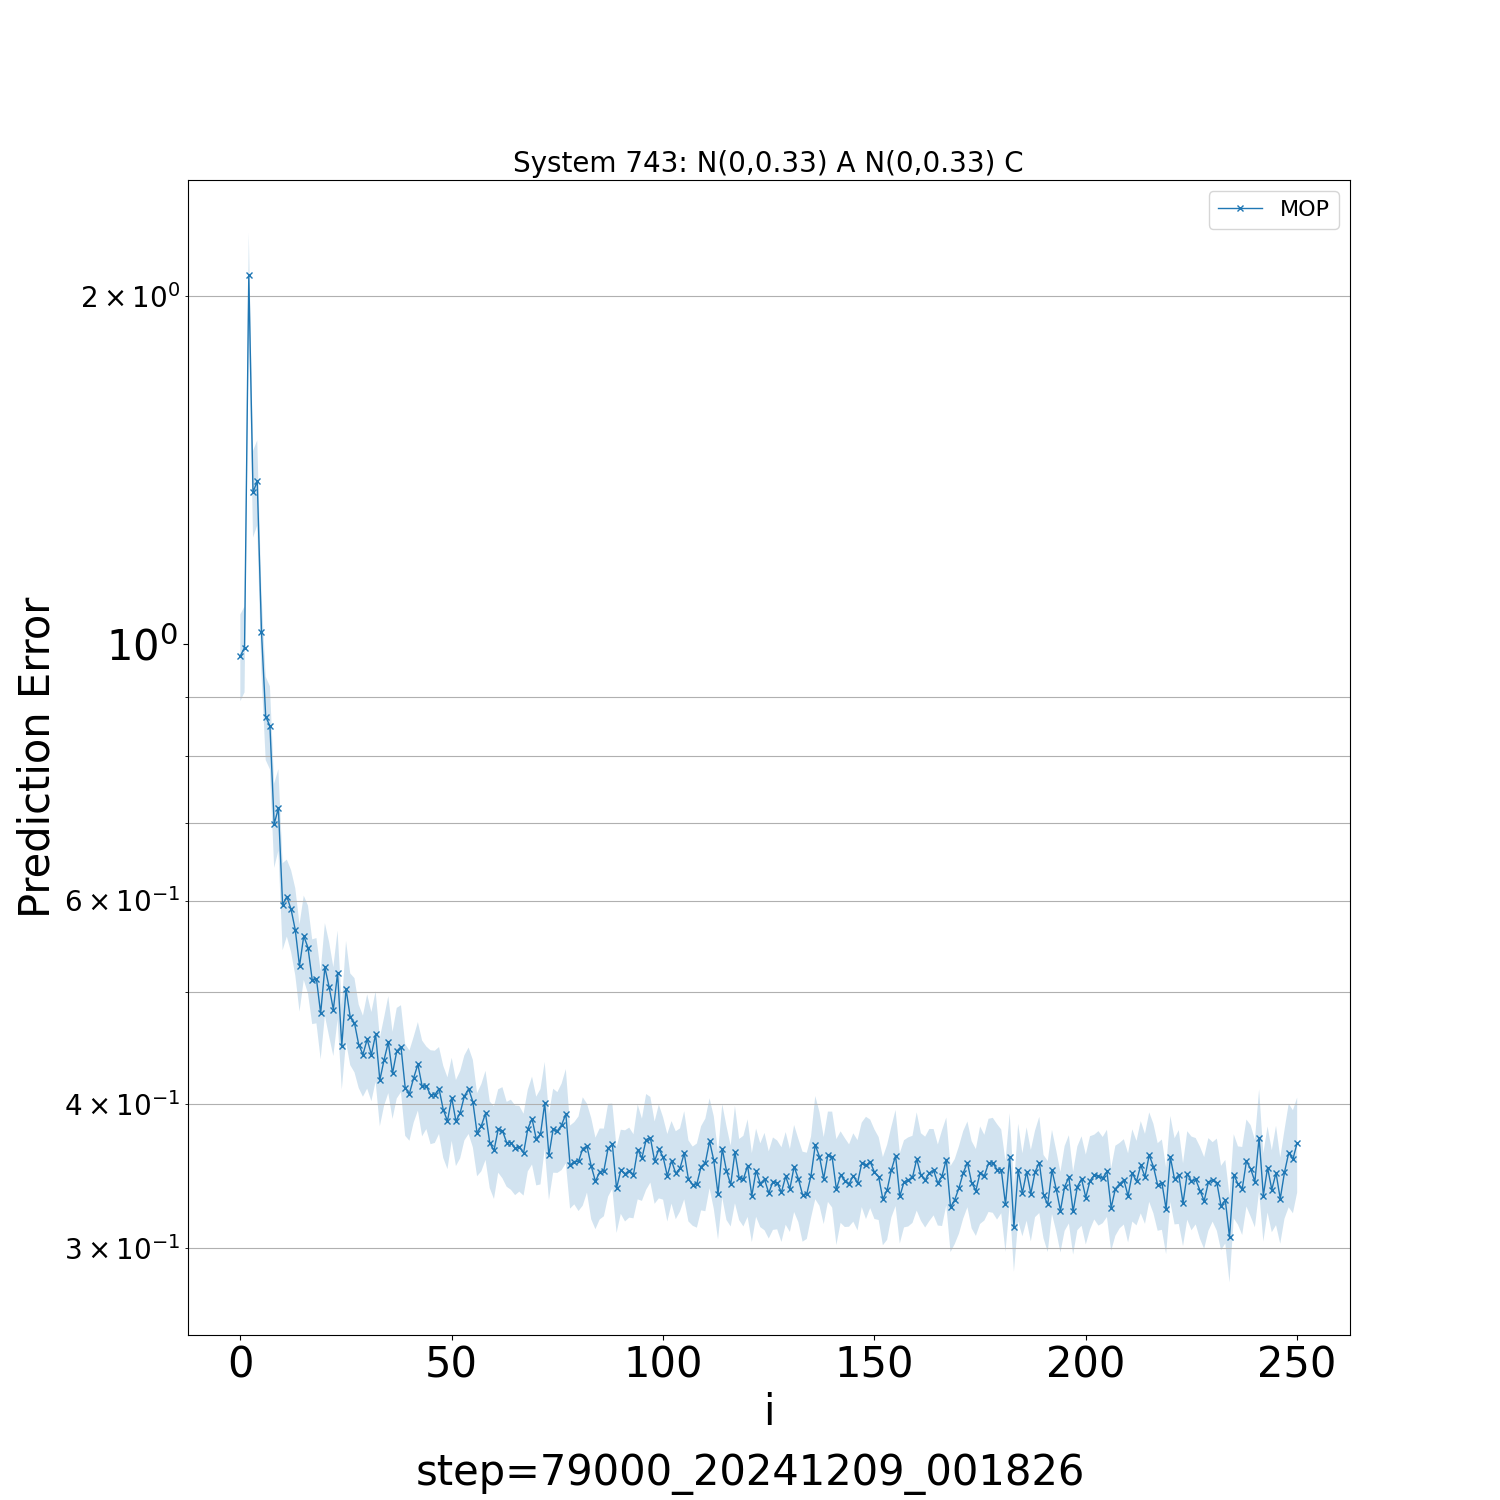 System 743: N(0,0.33) A N(0,0.33) C
MOP
2 × 10⁰
10⁰
6 × 10⁻¹
4 × 10⁻¹
3 × 10⁻¹
Prediction Error
0 50 100 150 200 250
i
step=79000_20241209_001826